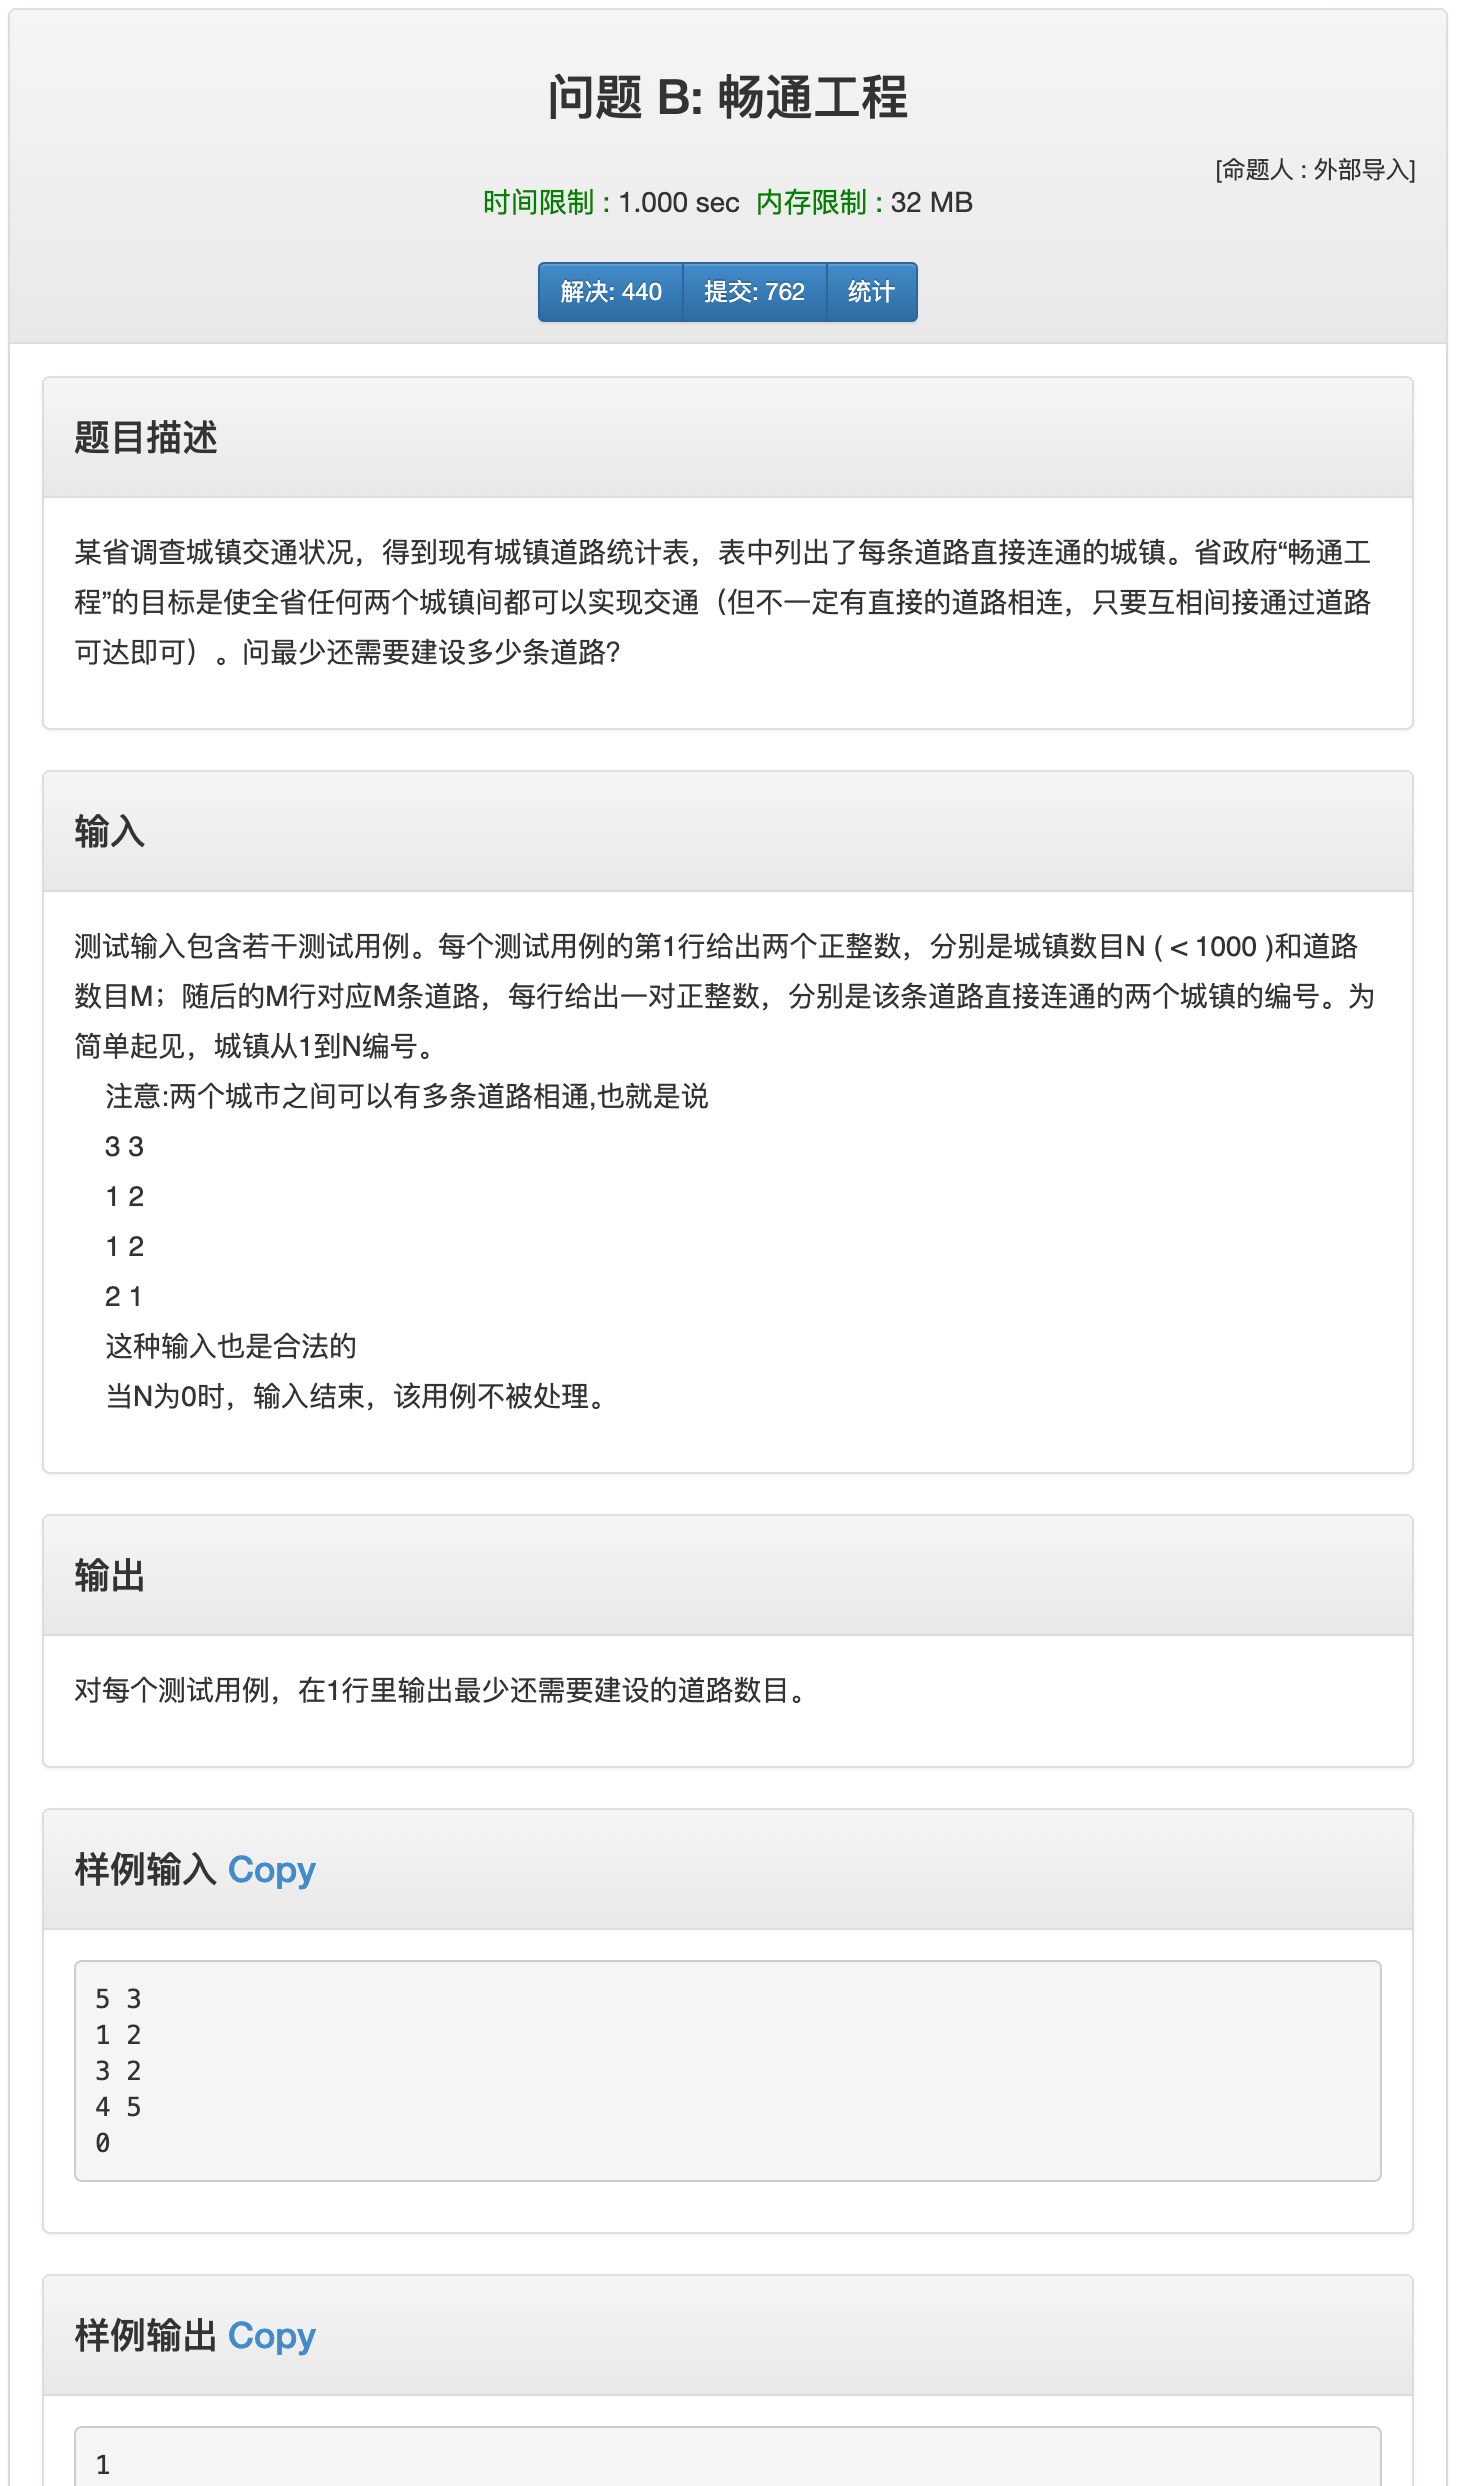 问题 B: 畅通工程
[命题人 : 外部导入]
时间限制 : 1.000 sec 内存限制 : 32 MB
解决: 440 提交: 762 统计
题目描述
某省调查城镇交通状况，得到现有城镇道路统计表，表中列出了每条道路直接连通的城镇。省政府“畅通工
程”的目标是使全省任何两个城镇间都可以实现交通（但不一定有直接的道路相连，只要互相间接通过道路
可达即可）。问最少还需要建设多少条道路?
输入
测试输入包含若干测试用例。每个测试用例的第1行给出两个正整数，分别是城镇数目N ( < 1000 )和道路
数目M；随后的M行对应M条道路，每行给出一对正整数，分别是该条道路直接连通的两个城镇的编号。为
简单起见，城镇从1到N编号。
注意:两个城市之间可以有多条道路相通,也就是说
3 3
1 2
1 2
2 1
这种输入也是合法的
当N为0时，输入结束，该用例不被处理。
输出
对每个测试用例，在1行里输出最少还需要建设的道路数目。
样例输入 Copy
5 3
1 2
3 2
4 5
0
样例输出 Copy
1